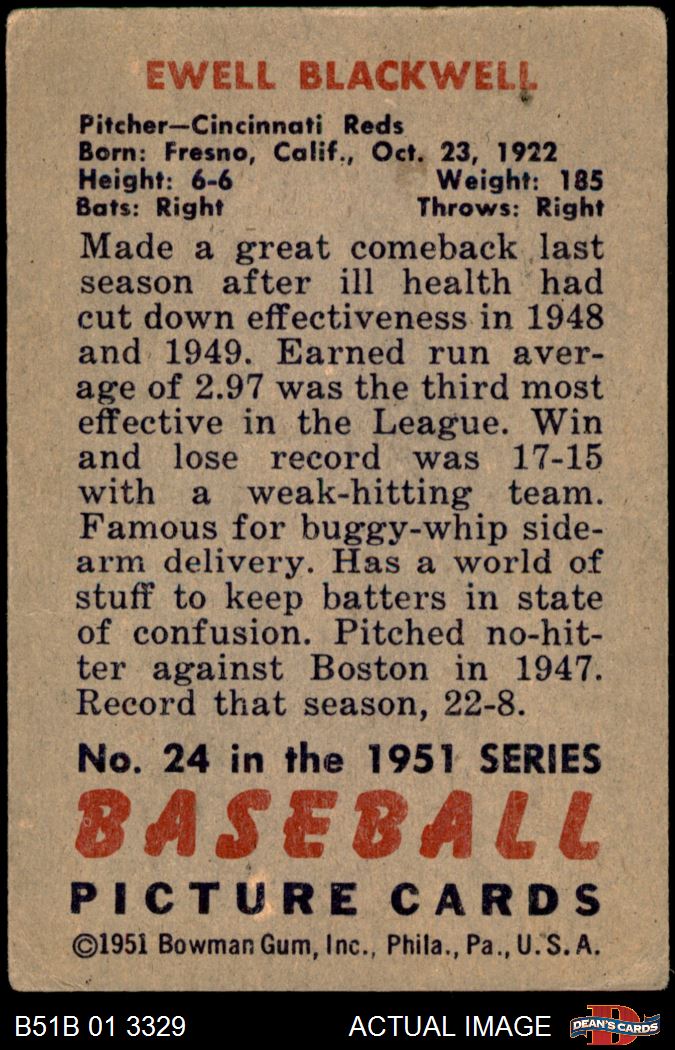 EWELL BLACKWELL
Pitcher—Cincinnati Reds
Born: Fresno, Calif., Oct. 23, 1922
Height: 6-6 Weight: 185
Bats: Right Throws: Right
Made a great comeback last
season after ill health had
cut down effectiveness in 1948
and 1949. Earned run aver-
age of 2.97 was the third most
effective in the League. Win
and lose record was 17-15
with a weak-hitting team.
Famous for buggy-whip side-
arm delivery. Has a world of
stuff to keep batters in state
of confusion. Pitched no-hit-
ter against Boston in 1947.
Record that season, 22-8.
No. 24 in the 1951 SERIES
BASEBALL
PICTURE CARDS
©1951 Bowman Gum, Inc., Phila., Pa., U.S.A.
B51B 01 3329 ACTUAL IMAGE D DEAN'S CARDS